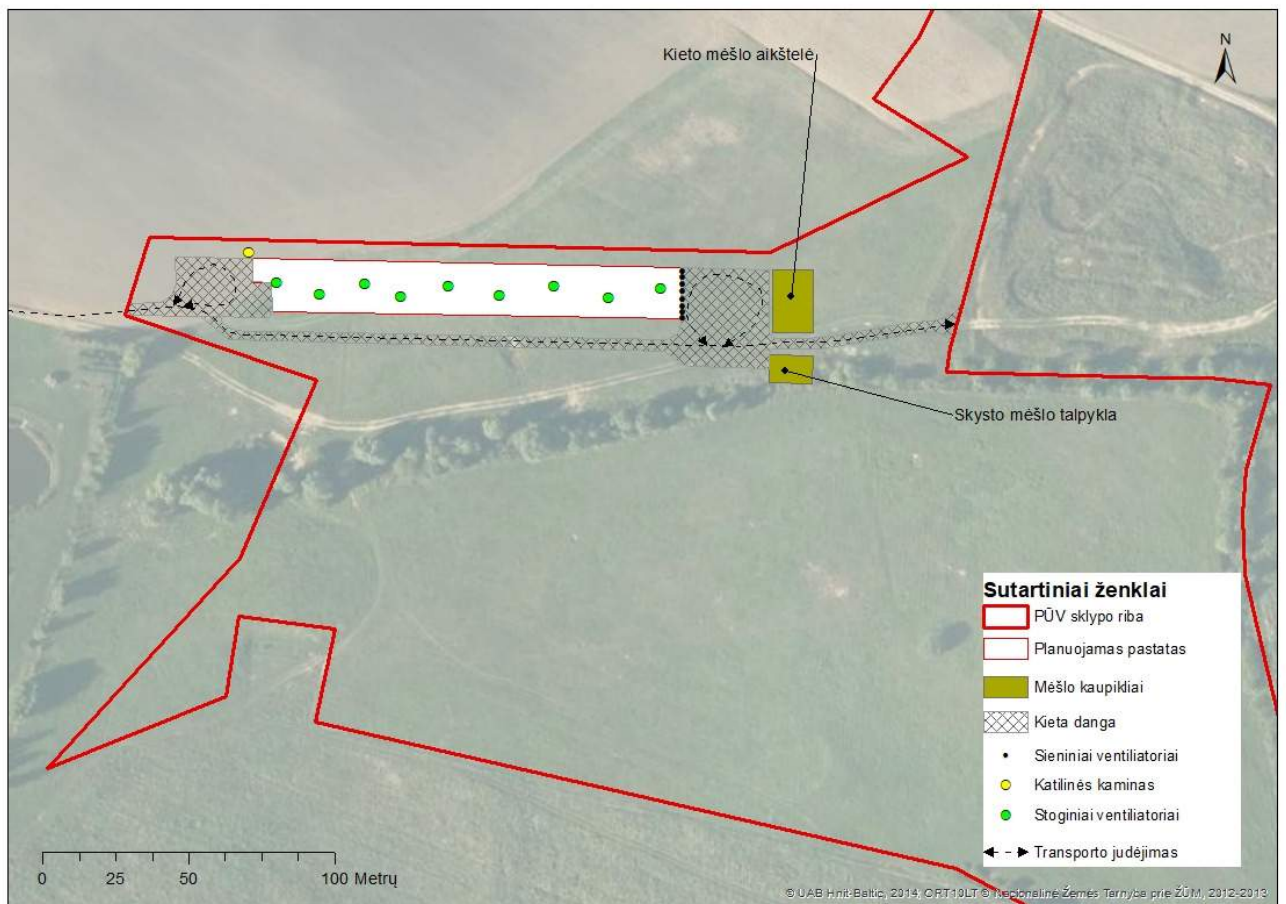 Kieto mėšlo aikštelė
N
Skysto mėšlo talpykla
Sutartiniai ženklai
PŪV sklypo riba
Planuojamas pastatas
Mėšlo kaupikliai
Kieta danga
Sieniniai ventiliatoriai
Katilinės kaminas
Stoginiai ventiliatoriai
Transporto judėjimas
0 25 50 100 Metrų
© UAB Hnit-Baltic, 2014; ORT10LT © Nacionalinė Žemės Tarnyba prie ŽŪM, 2012-2013